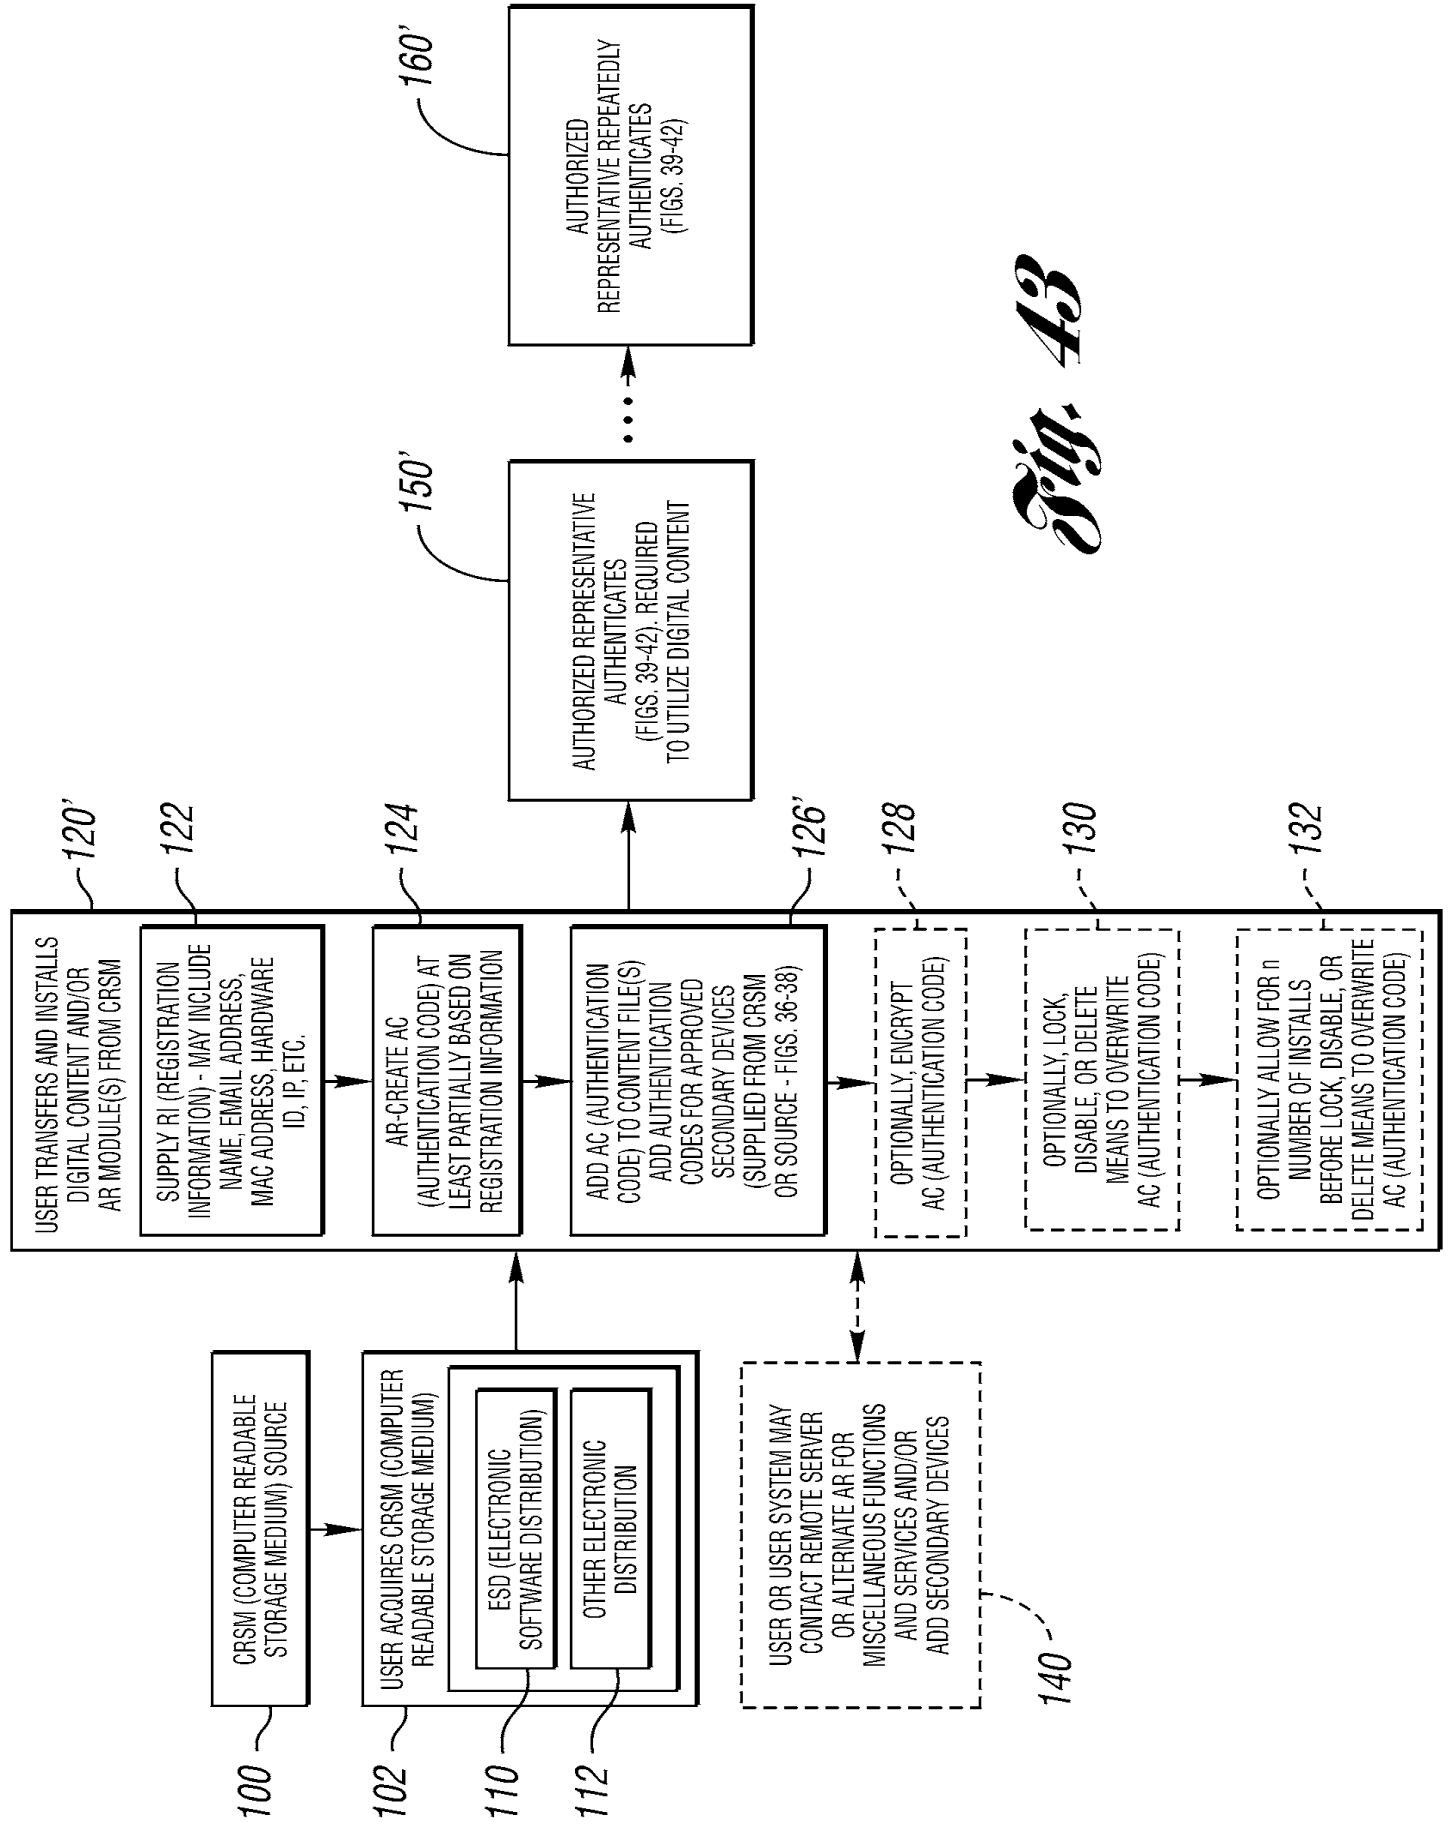 100
CRSM (COMPUTER READABLE
STORAGE MEDIUM) SOURCE
102
USER ACQUIRES CRSM (COMPUTER
READABLE STORAGE MEDIUM)
110
ESD (ELECTRONIC
SOFTWARE DISTRIBUTION)
112
OTHER ELECTRONIC
DISTRIBUTION
USER OR USER SYSTEM MAY
CONTACT REMOTE SERVER
OR ALTERNATE AR FOR
MISCELLANEOUS FUNCTIONS
AND SERVICES AND/OR
ADD SECONDARY DEVICES
140
120'
USER TRANSFERS AND INSTALLS
DIGITAL CONTENT AND/OR
AR MODULE(S) FROM CRSM
122
SUPPLY RI (REGISTRATION
INFORMATION) - MAY INCLUDE
NAME, EMAIL ADDRESS,
MAC ADDRESS, HARDWARE
ID, IP, ETC.
124
AR-CREATE AC
(AUTHENTICATION CODE) AT
LEAST PARTIALLY BASED ON
REGISTRATION INFORMATION
126'
ADD AC (AUTHENTICATION
CODE) TO CONTENT FILE(S)
ADD AUTHENTICATION
CODES FOR APPROVED
SECONDARY DEVICES
(SUPPLIED FROM CRSM
OR SOURCE - FIGS. 36-38)
128
OPTIONALLY, ENCRYPT
AC (AUTHENTICATION CODE)
130
OPTIONALLY, LOCK,
DISABLE, OR DELETE
MEANS TO OVERWRITE
AC (AUTHENTICATION CODE)
132
OPTIONALLY ALLOW FOR n
NUMBER OF INSTALLS
BEFORE LOCK, DISABLE, OR
DELETE MEANS TO OVERWRITE
AC (AUTHENTICATION CODE)
150'
AUTHORIZED REPRESENTATIVE
AUTHENTICATES
(FIGS. 39-42). REQUIRED
TO UTILIZE DIGITAL CONTENT
160'
AUTHORIZED
REPRESENTATIVE REPEATEDLY
AUTHENTICATES
(FIGS. 39-42)
Fig. 43